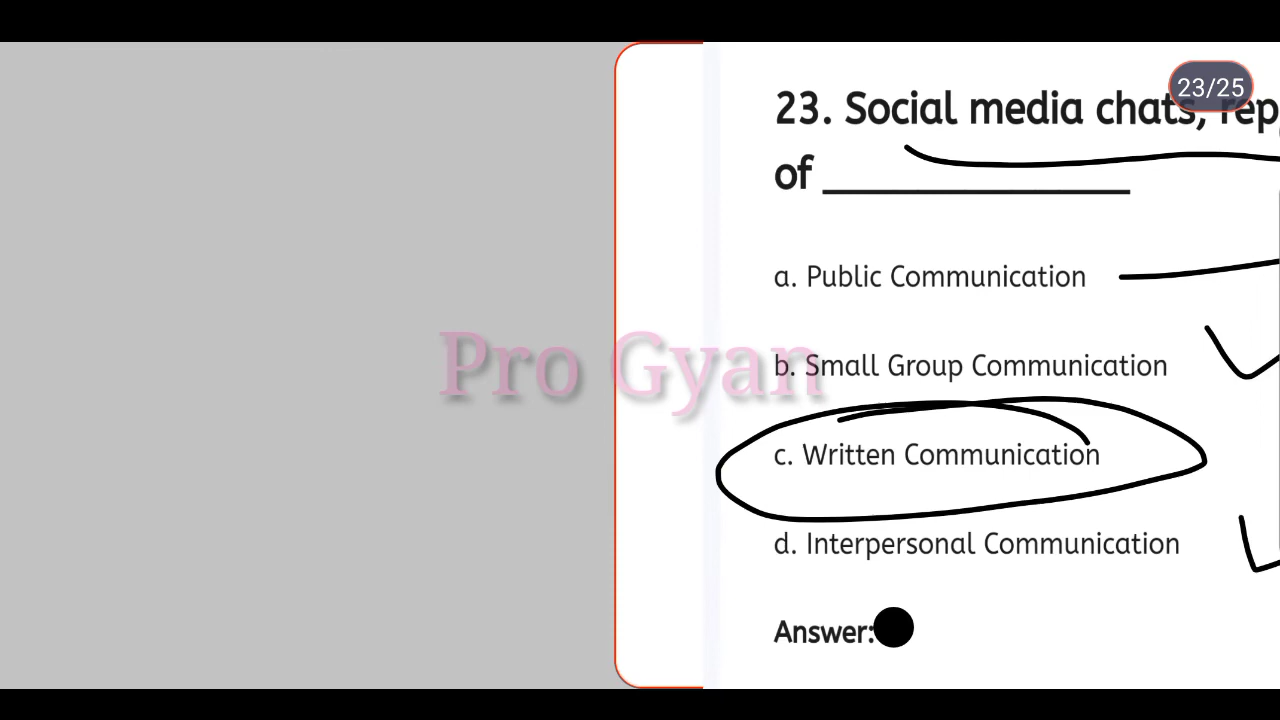 23/25
23. Social media chats,
of _______________
a. Public Communication
b. Small Group Communication
Pro Gyan
c. Written Communication
d. Interpersonal Communication
Answer: